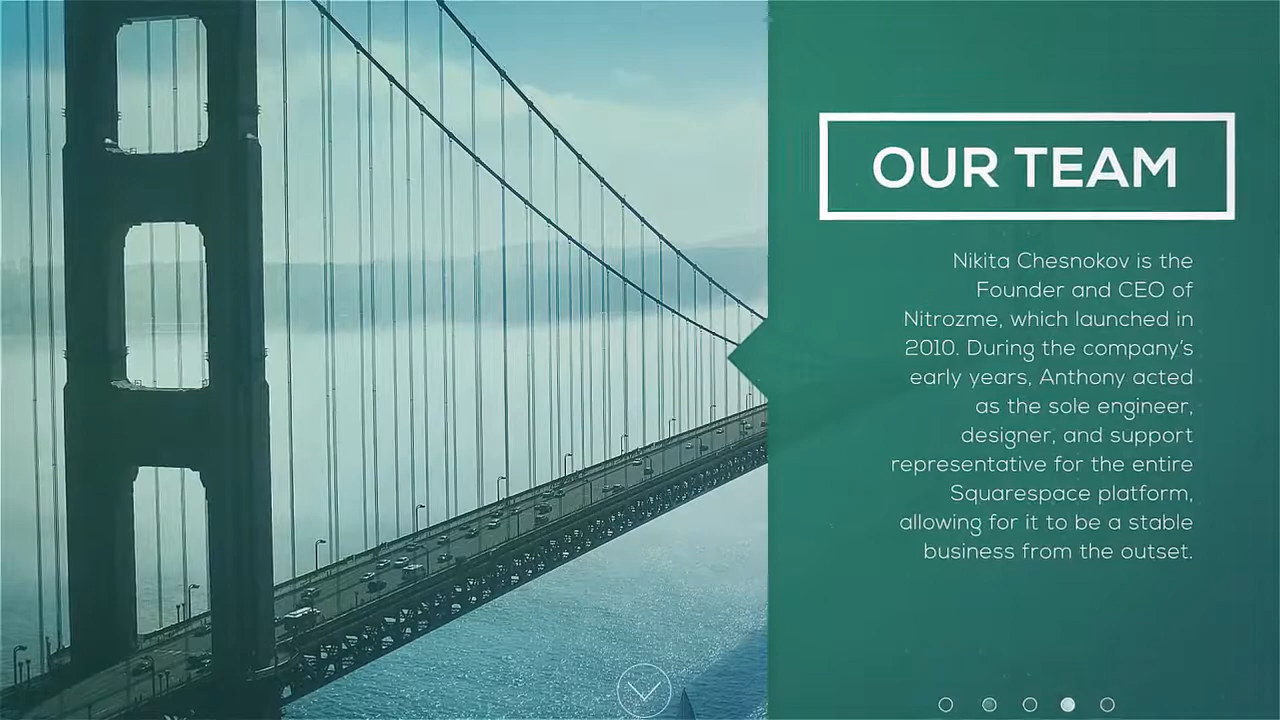 OUR TEAM
Nikita Chesnokov is the
Founder and CEO of
Nitrozme, which launched in
2010. During the company's
early years, Anthony acted
as the sole engineer,
designer, and support
representative for the entire
Squarespace platform,
allowing for it to be a stable
business from the outset.